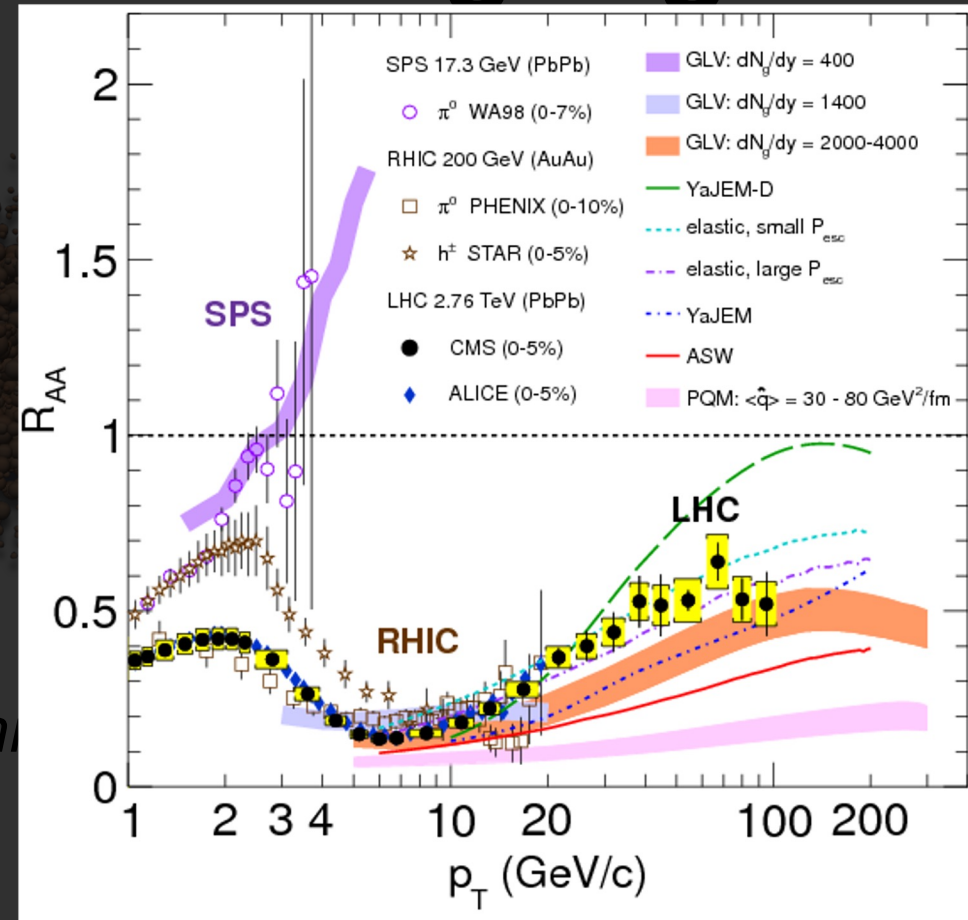 SPS 17.3 GeV (PbPb)
π⁰ WA98 (0-7%)
RHIC 200 GeV (AuAu)
π⁰ PHENIX (0-10%)
h± STAR (0-5%)
LHC 2.76 TeV (PbPb)
CMS (0-5%)
ALICE (0-5%)
GLV: dN_g/dy = 400
GLV: dN_g/dy = 1400
GLV: dN_g/dy = 2000-4000
YaJEM-D
elastic, small P_esc
elastic, large P_esc
YaJEM
ASW
PQM: <q̂> = 30 - 80 GeV²/fm
SPS
RHIC
LHC
R_AA
2
1.5
1
0.5
0
1 2 3 4 10 20 100 200
p_T (GeV/c)